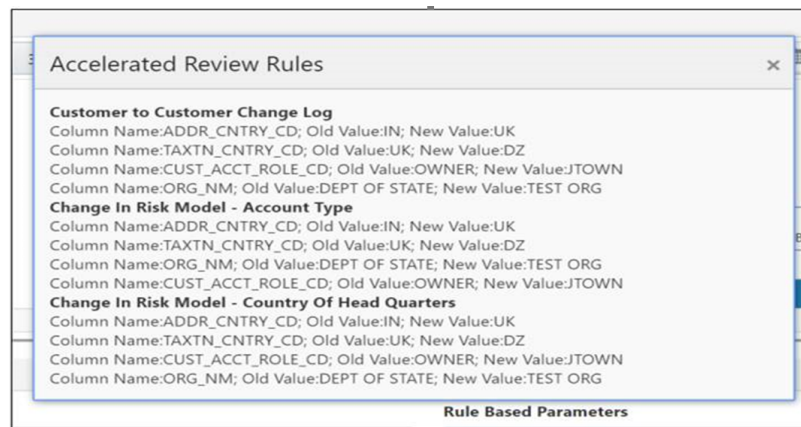 Accelerated Review Rules ×
Customer to Customer Change Log
Column Name:ADDR_CNTRY_CD; Old Value:IN; New Value:UK
Column Name:TAXTN_CNTRY_CD; Old Value:UK; New Value:DZ
Column Name:CUST_ACCT_ROLE_CD; Old Value:OWNER; New Value:JTOWN
Column Name:ORG_NM; Old Value:DEPT OF STATE; New Value:TEST ORG
Change In Risk Model - Account Type
Column Name:ADDR_CNTRY_CD; Old Value:IN; New Value:UK
Column Name:TAXTN_CNTRY_CD; Old Value:UK; New Value:DZ
Column Name:ORG_NM; Old Value:DEPT OF STATE; New Value:TEST ORG
Column Name:CUST_ACCT_ROLE_CD; Old Value:OWNER; New Value:JTOWN
Change In Risk Model - Country Of Head Quarters
Column Name:ADDR_CNTRY_CD; Old Value:IN; New Value:UK
Column Name:TAXTN_CNTRY_CD; Old Value:UK; New Value:DZ
Column Name:CUST_ACCT_ROLE_CD; Old Value:OWNER; New Value:JTOWN
Column Name:ORG_NM; Old Value:DEPT OF STATE; New Value:TEST ORG
Rule Based Parameters